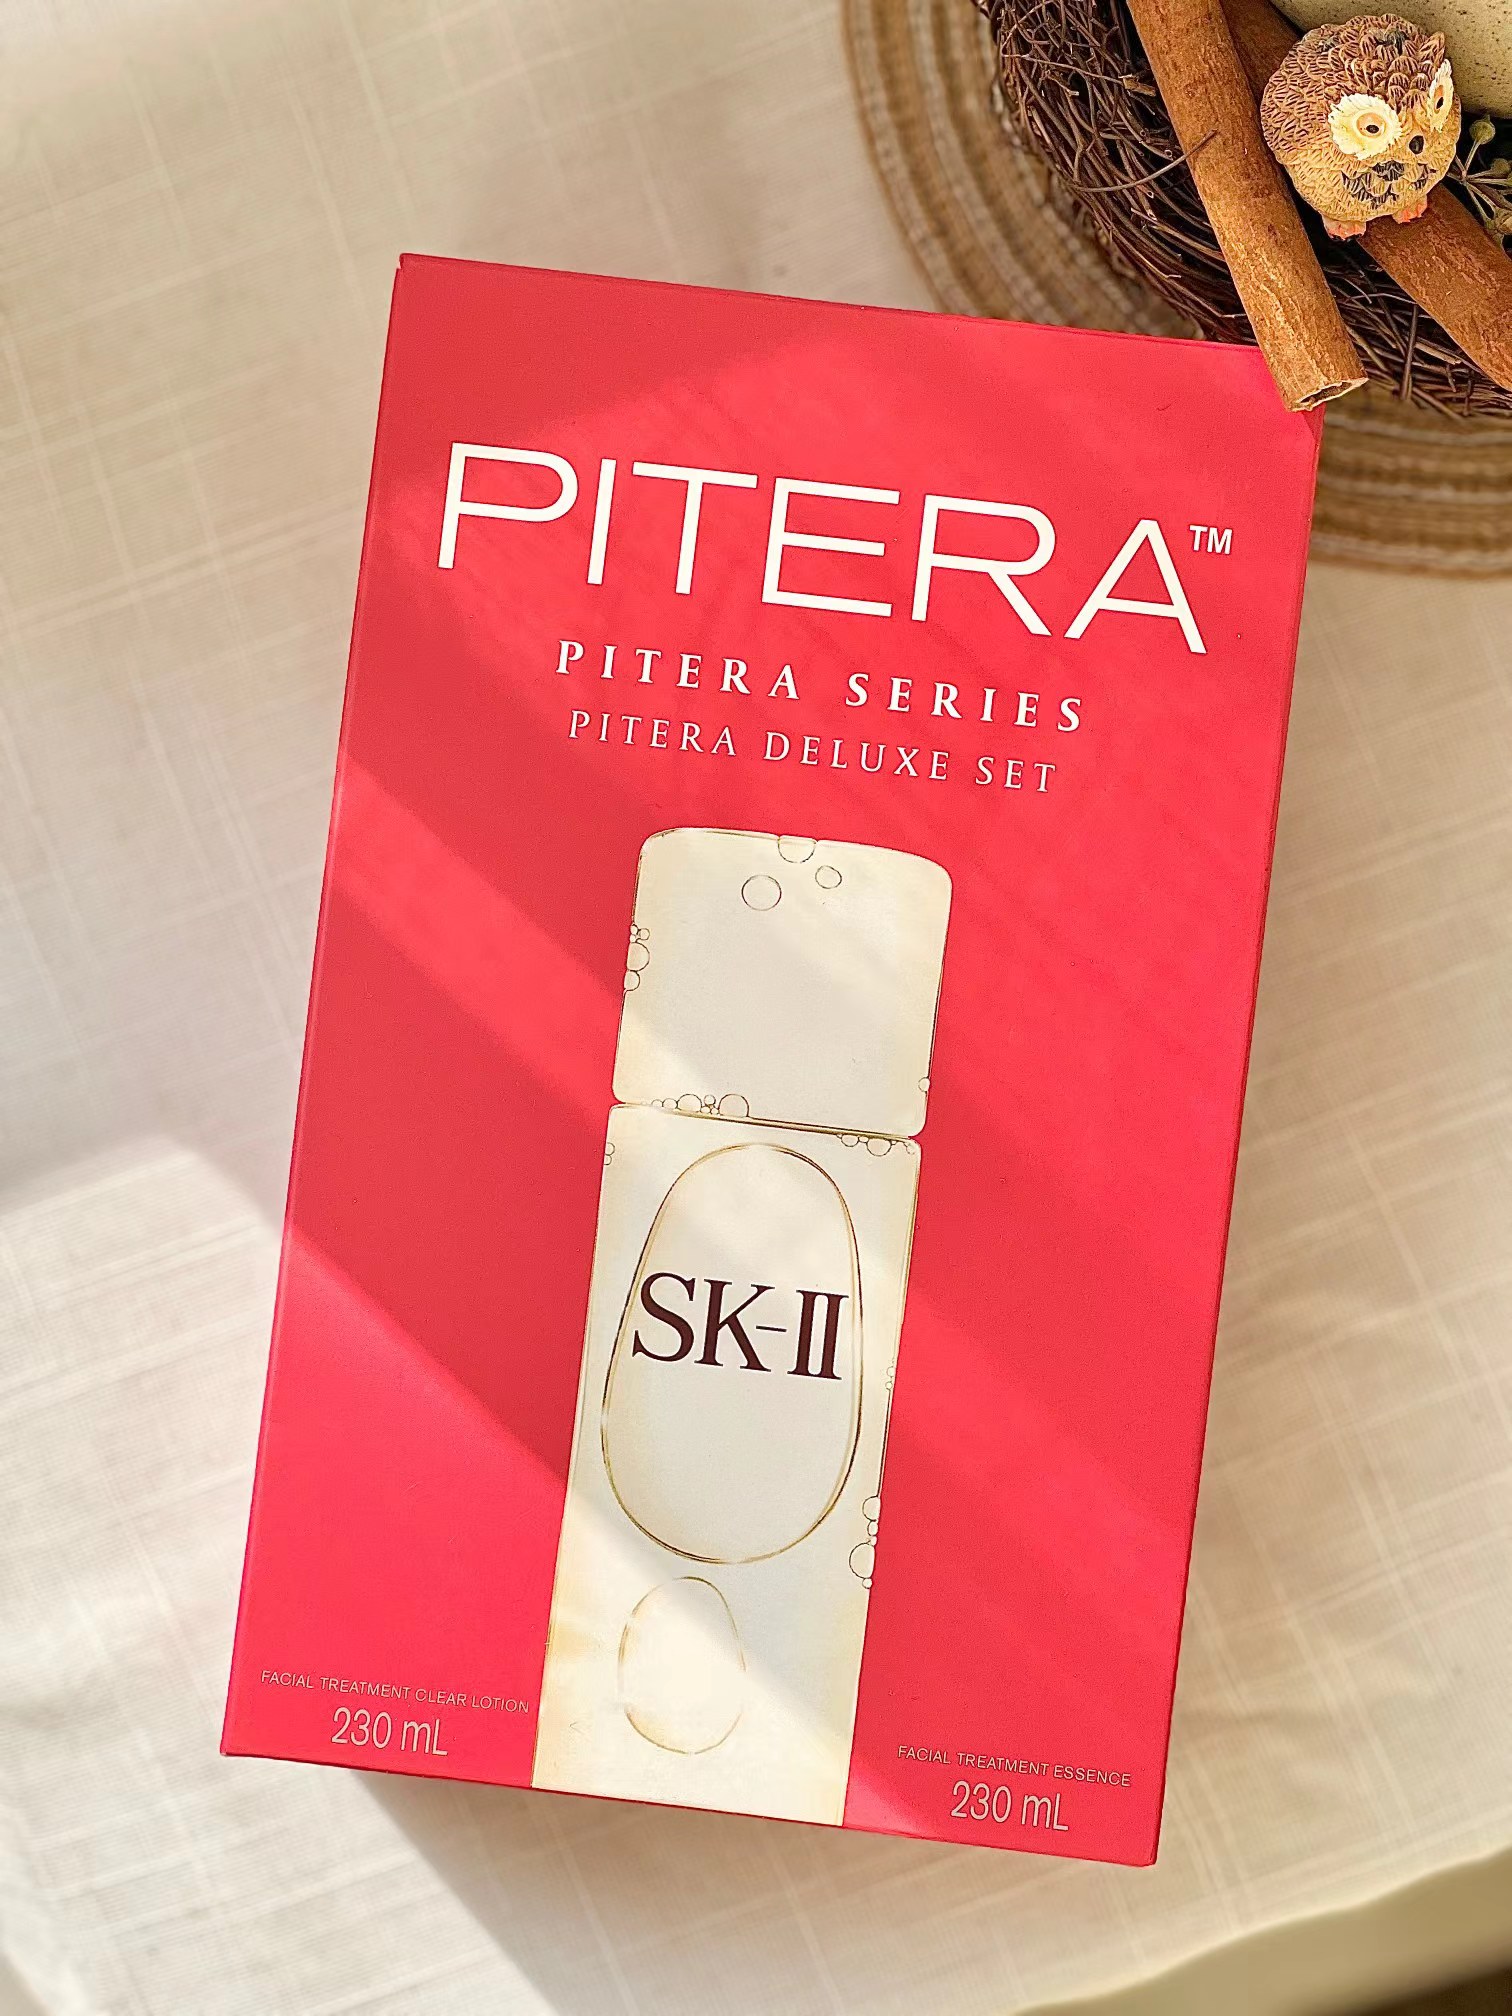 PITERA™
PITERA SERIES
PITERA DELUXE SET
SK-II
FACIAL TREATMENT CLEAR LOTION
230 mL
FACIAL TREATMENT ESSENCE
230 mL